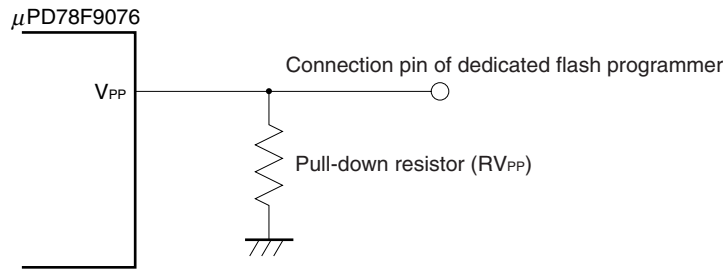 μPD78F9076
Connection pin of dedicated flash programmer
VPP
Pull-down resistor (RVPP)